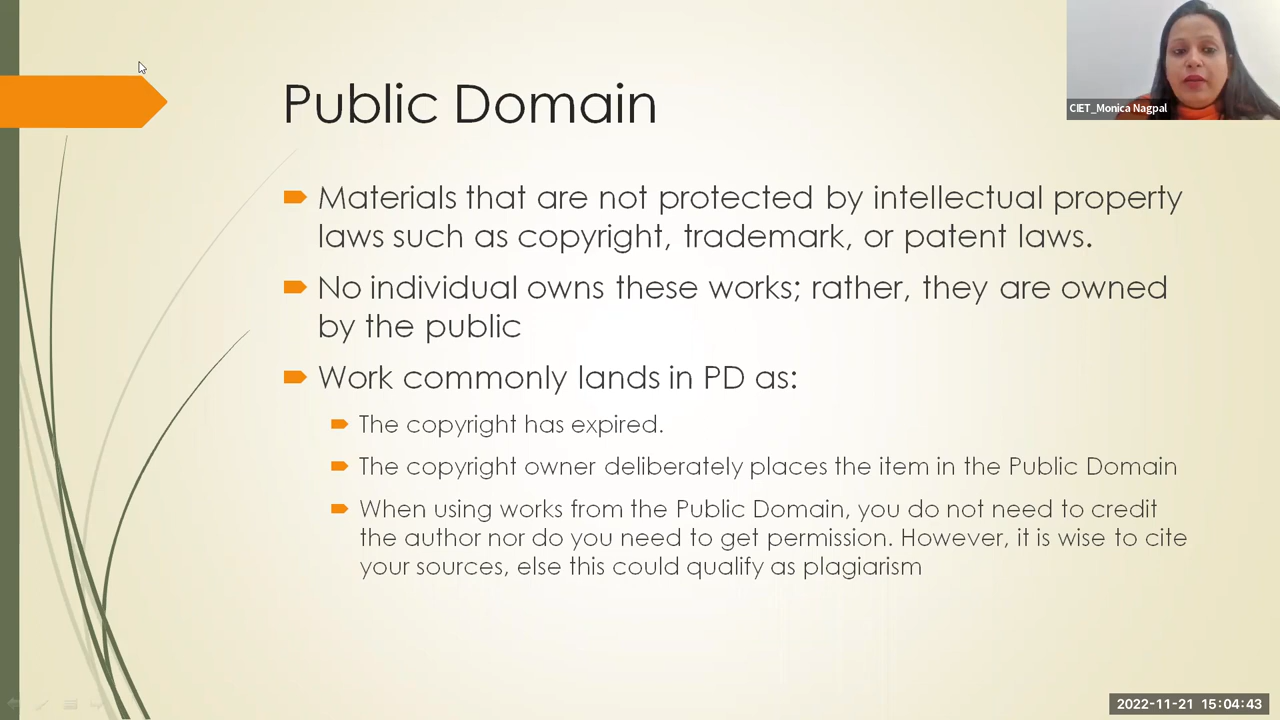 CIET_Monica Nagpal
Public Domain
Materials that are not protected by intellectual property
laws such as copyright, trademark, or patent laws.
No individual owns these works; rather, they are owned
by the public
Work commonly lands in PD as:
The copyright has expired.
The copyright owner deliberately places the item in the Public Domain
When using works from the Public Domain, you do not need to credit
the author nor do you need to get permission. However, it is wise to cite
your sources, else this could qualify as plagiarism
2022-11-21 15:04:43